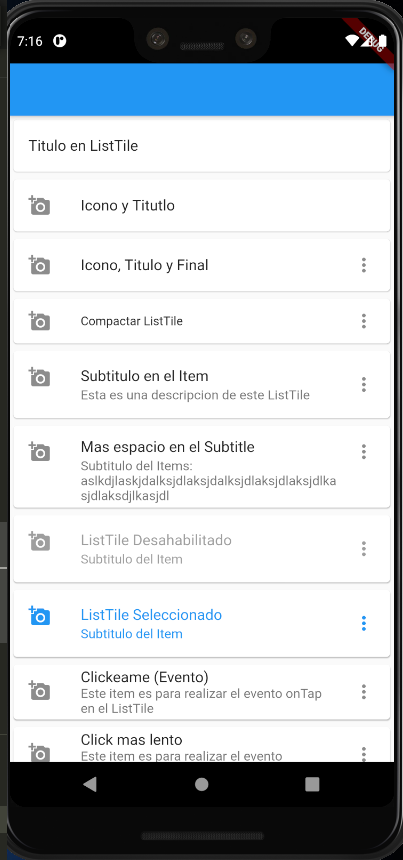 7:16
DEBUG
Titulo en ListTile
Icono y Titutlo
Icono, Titulo y Final
Compactar ListTile
Subtitulo en el Item
Esta es una descripcion de este ListTile
Mas espacio en el Subtitle
Subtitulo del Items:
aslkdjlaskjdalksjdlaksjdalksjdlaksjdlaksjdlka
sjdlaksdjlkasjdl
ListTile Desahabilitado
Subtitulo del Item
ListTile Seleccionado
Subtitulo del Item
Clickeame (Evento)
Este item es para realizar el evento onTap
en el ListTile
Click mas lento
Este item es para realizar el evento